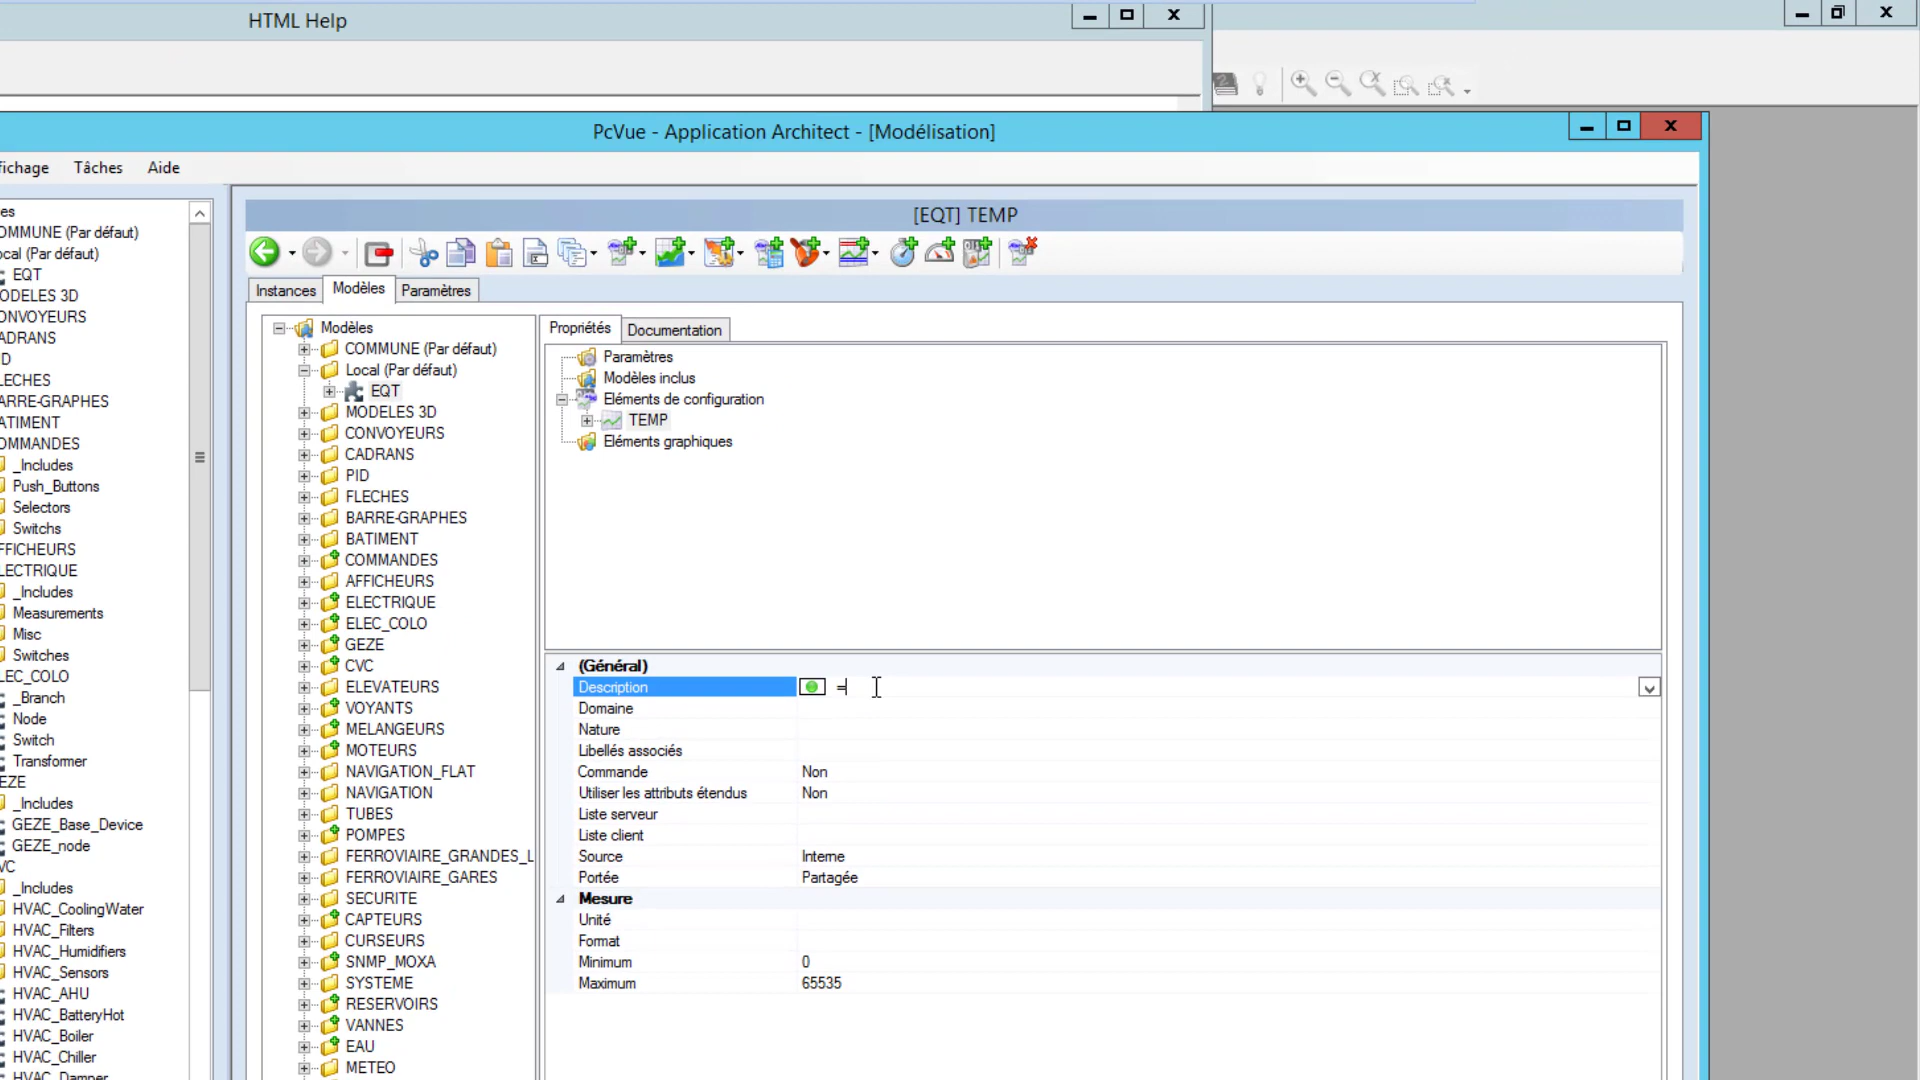 HTML Help
PcVue - Application Architect - [Modélisation]
fichage Tâches Aide
es
OMMUNE (Par défaut)
ocal (Par défaut)
EQT
ODELES 3D
ONVOYEURS
ADRANS
D
LECHES
ARRE-GRAPHES
ATIMENT
OMMANDES
_Includes
Push_Buttons
Selectors
Switchs
FFICHEURS
LECTRIQUE
_Includes
Measurements
Misc
Switches
LEC_COLO
_Branch
Node
Switch
Transformer
EZE
_Includes
GEZE_Base_Device
GEZE_node
VC
_Includes
HVAC_CoolingWater
HVAC_Filters
HVAC_Humidifiers
HVAC_Sensors
HVAC_AHU
HVAC_BatteryHot
HVAC_Boiler
HVAC_Chiller
HVAC_Damper
[EQT] TEMP
Instances Modèles Paramètres
Modèles
COMMUNE (Par défaut)
Local (Par défaut)
EQT
MODELES 3D
CONVOYEURS
CADRANS
PID
FLECHES
BARRE-GRAPHES
BATIMENT
COMMANDES
AFFICHEURS
ELECTRIQUE
ELEC_COLO
GEZE
CVC
ELEVATEURS
VOYANTS
MELANGEURS
MOTEURS
NAVIGATION_FLAT
NAVIGATION
TUBES
POMPES
FERROVIAIRE_GRANDES_L
FERROVIAIRE_GARES
SECURITE
CAPTEURS
CURSEURS
SNMP_MOXA
SYSTEME
RESERVOIRS
VANNES
EAU
METEO
Propriétés Documentation
Paramètres
Modèles inclus
Eléments de configuration
TEMP
Eléments graphiques
(Général)
Description =
Domaine
Nature
Libellés associés
Commande Non
Utiliser les attributs étendus Non
Liste serveur
Liste client
Source Interne
Portée Partagée
Mesure
Unité
Format
Minimum 0
Maximum 65535